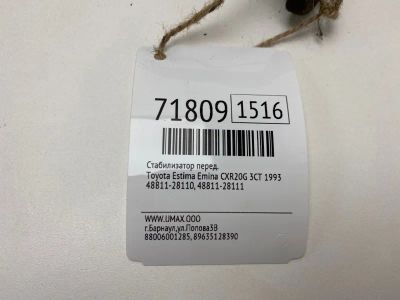 71809 1516
Стабилизатор перед.
Toyota Estima Emina CXR20G 3CT 1993
48811-28110, 48811-28111
WWW.UMAX.OOO
г.Барнаул,ул.Попова3В
88006001285, 89635128390